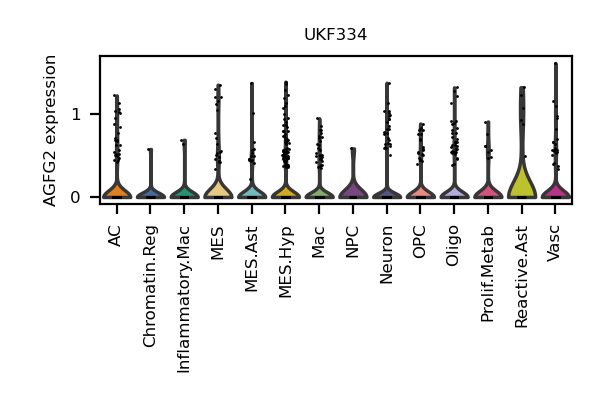 UKF334
AGFG2 expression
1
0
AC
Chromatin.Reg
Inflammatory.Mac
MES
MES.Ast
MES.Hyp
Mac
NPC
Neuron
OPC
Oligo
Prolif.Metab
Reactive.Ast
Vasc